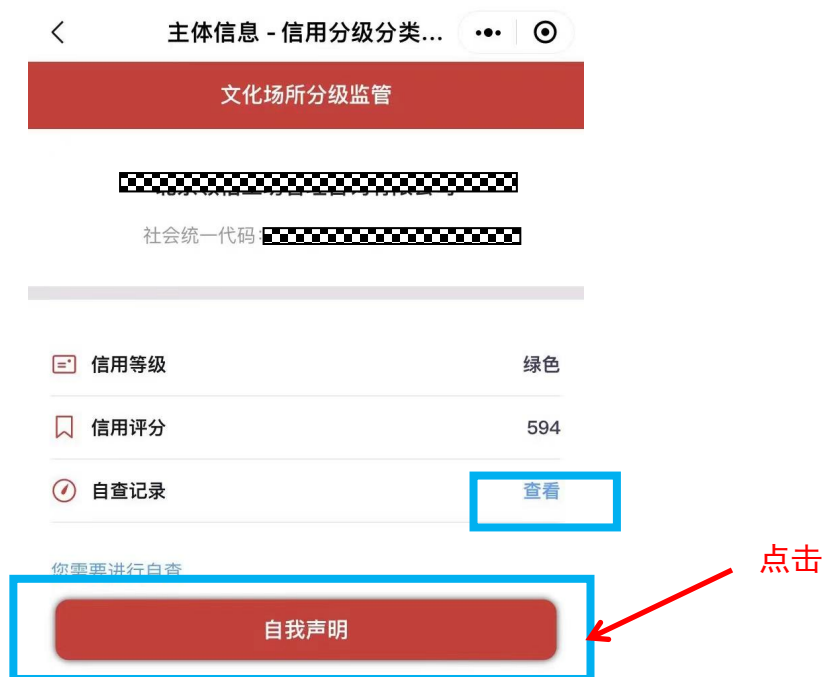 主体信息 - 信用分级分类...
文化场所分级监管
社会统一代码:
信用等级 绿色
信用评分 594
自查记录 查看
您需要进行自查
自我声明
点击